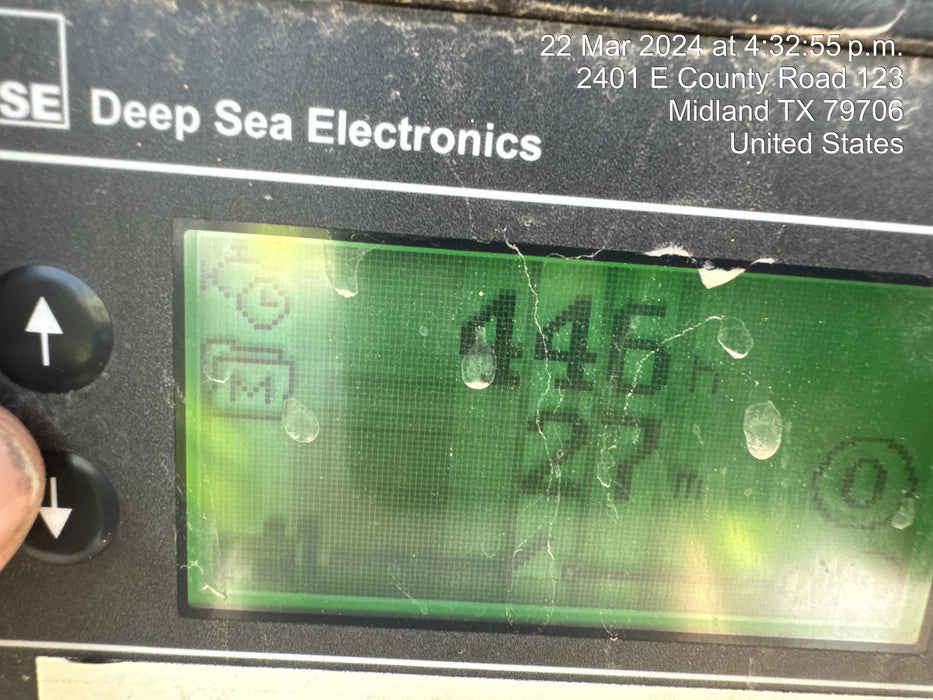 22 Mar 2024 at 4:32:55 p.m.
2401 E County Road 123
Midland TX 79706
United States
SE Deep Sea Electronics
446 h
M
27 m
0